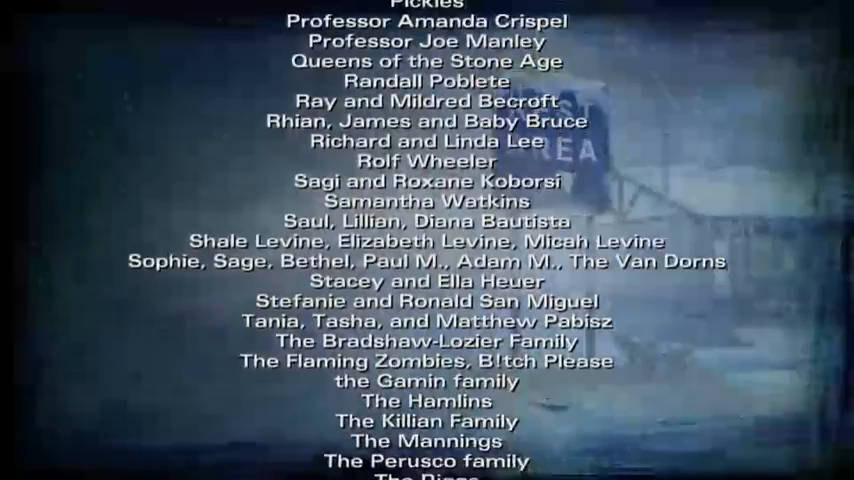 Pickles
Professor Amanda Crispel
Professor Joe Manley
Queens of the Stone Age
Randall Poblete
Ray and Mildred Becroft
Rhian, James and Baby Bruce
Richard and Linda Lee
Rolf Wheeler
Sagi and Roxane Koborsi
Samantha Watkins
Saul, Lillian, Diana Bautista
Shale Levine, Elizabeth Levine, Micah Levine
Sophie, Sage, Bethel, Paul M., Adam M., The Van Dorns
Stacey and Ella Heuer
Stefanie and Ronald San Miguel
Tania, Tasha, and Matthew Pabisz
The Bradshaw-Lozier Family
The Flaming Zombies, B!tch Please
the Gamin family
The Hamlins
The Killian Family
The Mannings
The Perusco family
The
REST
AREA